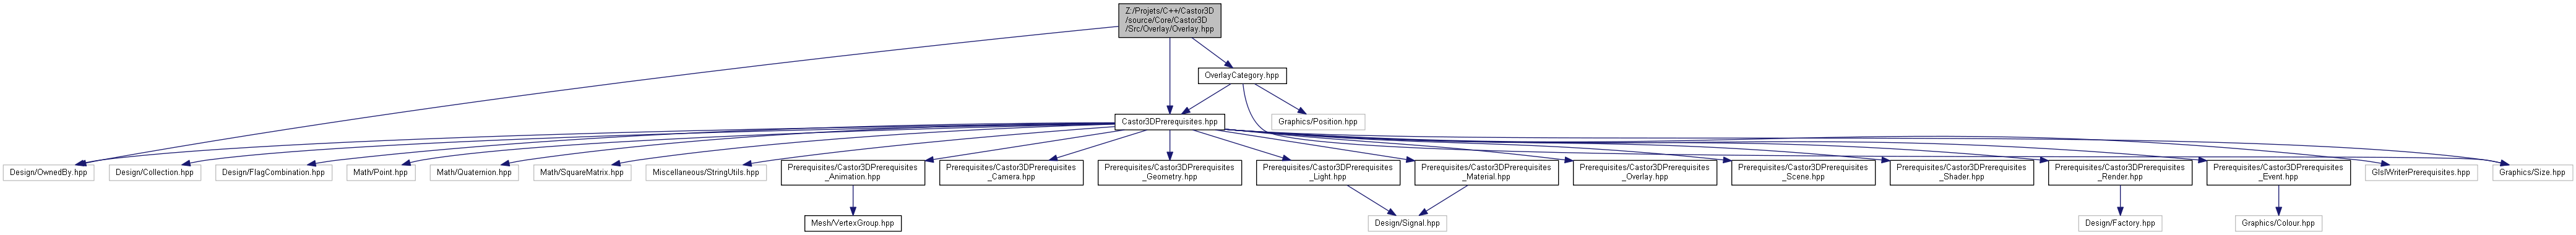 Z:/Projets/C++/Castor3D
/source/Core/Castor3D
/Src/Overlay/Overlay.hpp
OverlayCategory.hpp
Castor3DPrerequisites.hpp
Graphics/Position.hpp
Design/OwnedBy.hpp
Design/Collection.hpp
Design/FlagCombination.hpp
Math/Point.hpp
Math/Quaternion.hpp
Math/SquareMatrix.hpp
Miscellaneous/StringUtils.hpp
Prerequisites/Castor3DPrerequisites
_Animation.hpp
Prerequisites/Castor3DPrerequisites
_Camera.hpp
Prerequisites/Castor3DPrerequisites
_Geometry.hpp
Prerequisites/Castor3DPrerequisites
_Light.hpp
Prerequisites/Castor3DPrerequisites
_Material.hpp
Prerequisites/Castor3DPrerequisites
_Overlay.hpp
Prerequisites/Castor3DPrerequisites
_Scene.hpp
Prerequisites/Castor3DPrerequisites
_Shader.hpp
Prerequisites/Castor3DPrerequisites
_Render.hpp
Prerequisites/Castor3DPrerequisites
_Event.hpp
GlslWriterPrerequisites.hpp
Graphics/Size.hpp
Mesh/VertexGroup.hpp
Design/Signal.hpp
Design/Factory.hpp
Graphics/Colour.hpp